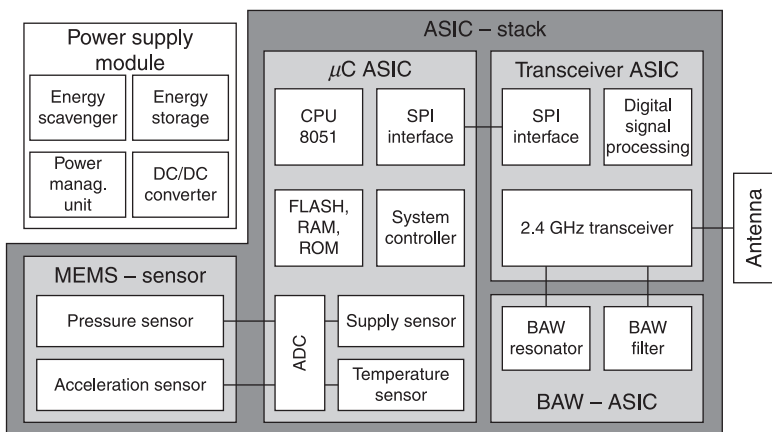 Power supply
module
Energy
scavenger
Energy
storage
Power
manag.
unit
DC/DC
converter
ASIC – stack
μC ASIC
CPU
8051
SPI
interface
FLASH,
RAM,
ROM
System
controller
ADC
Supply sensor
Temperature
sensor
Transceiver ASIC
SPI
interface
Digital
signal
processing
2.4 GHz transceiver
Antenna
MEMS – sensor
Pressure sensor
Acceleration sensor
BAW
resonator
BAW
filter
BAW – ASIC